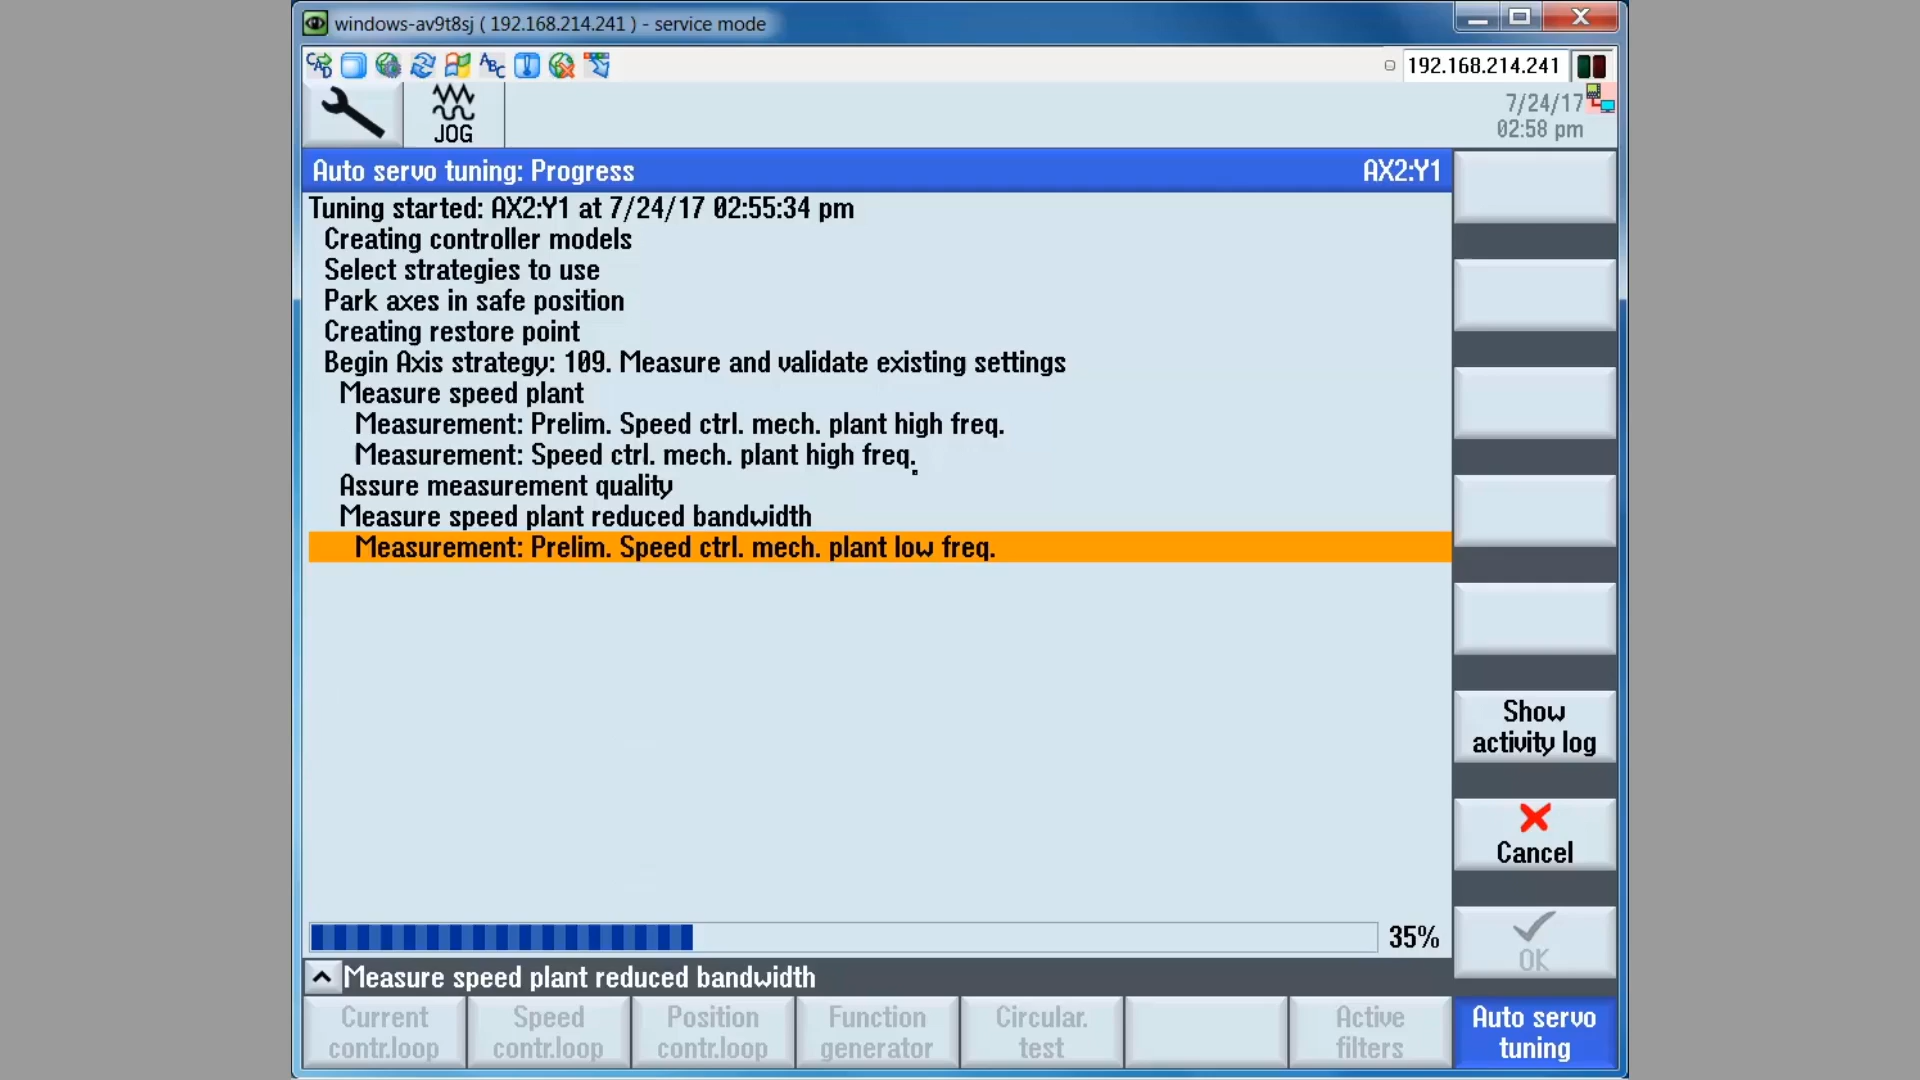 windows-av9t8sj ( 192.168.214.241 ) - service mode
192.168.214.241
JOG
7/24/17
02:58 pm
Auto servo tuning: Progress AX2:Y1
Tuning started: AX2:Y1 at 7/24/17 02:55:34 pm
Creating controller models
Select strategies to use
Park axes in safe position
Creating restore point
Begin Axis strategy: 109. Measure and validate existing settings
Measure speed plant
Measurement: Prelim. Speed ctrl. mech. plant high freq.
Measurement: Speed ctrl. mech. plant high freq.
Assure measurement quality
Measure speed plant reduced bandwidth
Measurement: Prelim. Speed ctrl. mech. plant low freq.
Show
activity log
Cancel
35%
OK
Measure speed plant reduced bandwidth
Current
contr.loop
Speed
contr.loop
Position
contr.loop
Function
generator
Circular.
test
Active
filters
Auto servo
tuning